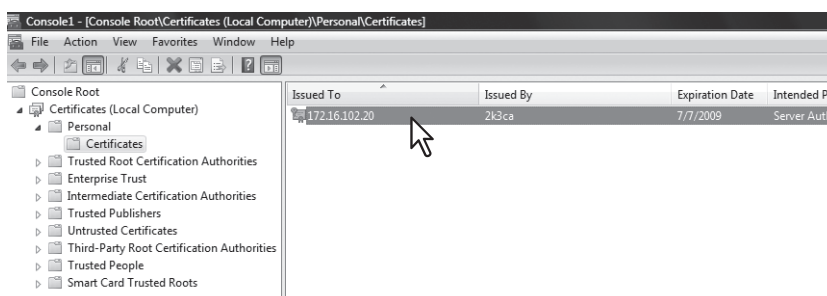 Console1 - [Console Root\Certificates (Local Computer)\Personal\Certificates]
File Action View Favorites Window Help
Console Root
Certificates (Local Computer)
Personal
Certificates
Trusted Root Certification Authorities
Enterprise Trust
Intermediate Certification Authorities
Trusted Publishers
Untrusted Certificates
Third-Party Root Certification Authorities
Trusted People
Smart Card Trusted Roots
Issued To Issued By Expiration Date Intended P
172.16.102.20 2k3ca 7/7/2009 Server Aut